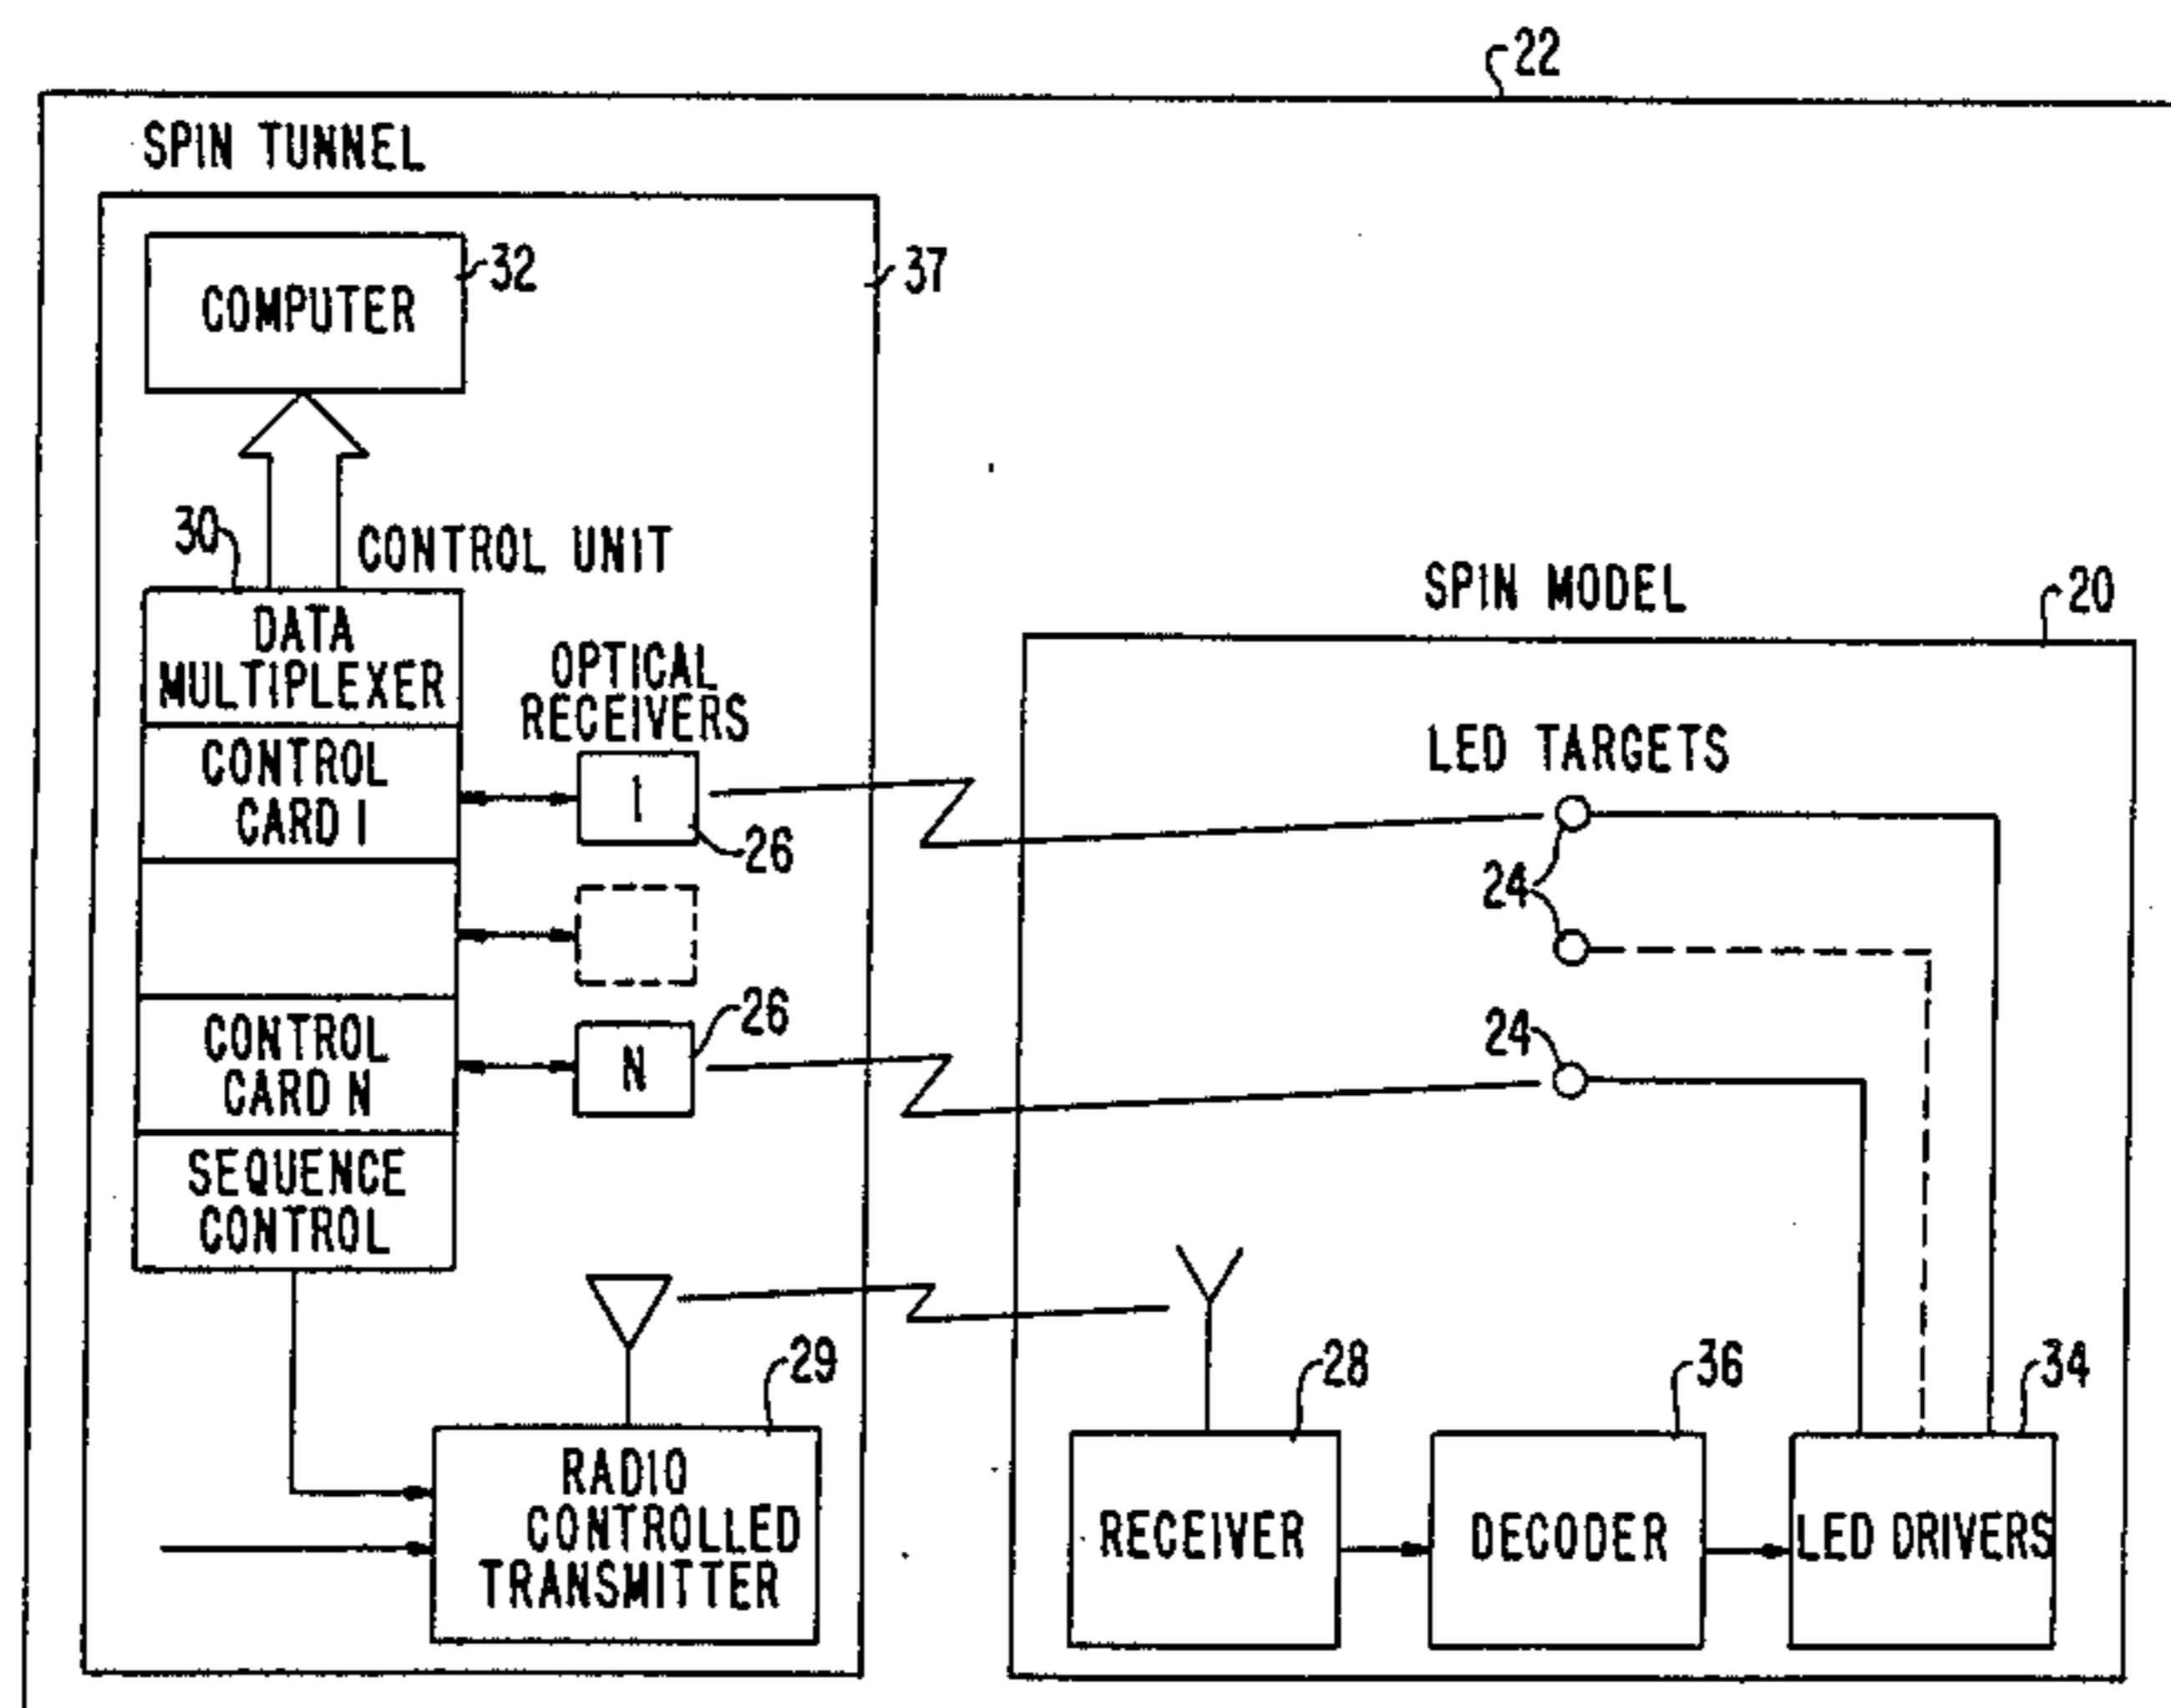 22
SPIN TUNNEL
COMPUTER
32
37
30
CONTROL UNIT
DATA
MULTIPLEXER
OPTICAL
RECEIVERS
CONTROL
CARD 1
1
26
CONTROL
CARD N
N
26
SEQUENCE
CONTROL
29
RADIO
CONTROLLED
TRANSMITTER
SPIN MODEL
20
LED TARGETS
24
24
28
RECEIVER
36
DECODER
34
LED DRIVERS